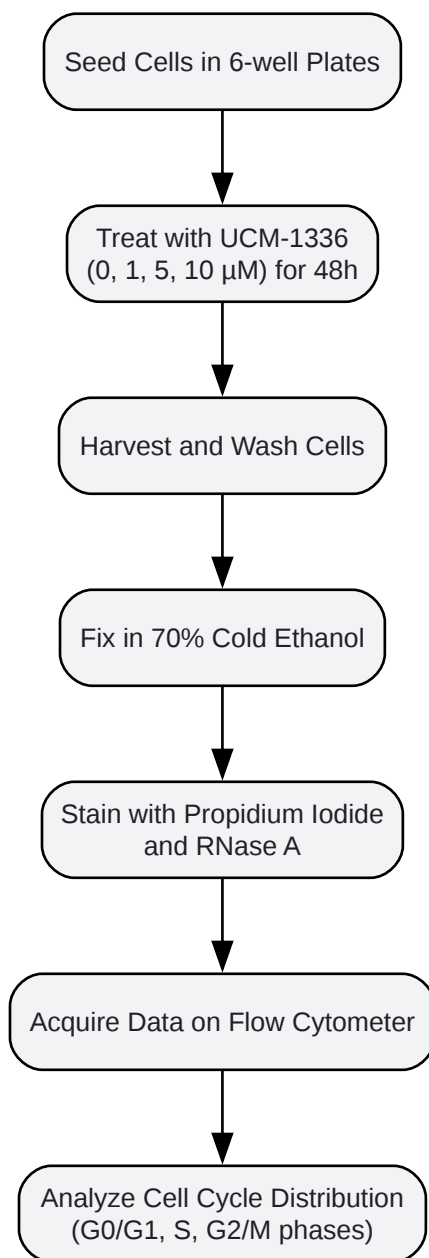 Seed Cells in 6-well Plates
Treat with UCM-1336
(0, 1, 5, 10 µM) for 48h
Harvest and Wash Cells
Fix in 70% Cold Ethanol
Stain with Propidium Iodide
and RNase A
Acquire Data on Flow Cytometer
Analyze Cell Cycle Distribution
(G0/G1, S, G2/M phases)